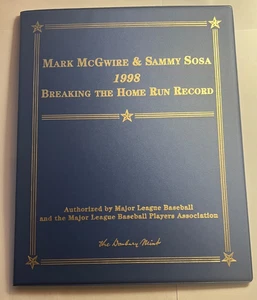 MARK MCGWIRE & SAMMY SOSA
1998
BREAKING THE HOME RUN RECORD
Authorized by Major League Baseball
and the Major League Baseball Players Association
The Danbury Mint